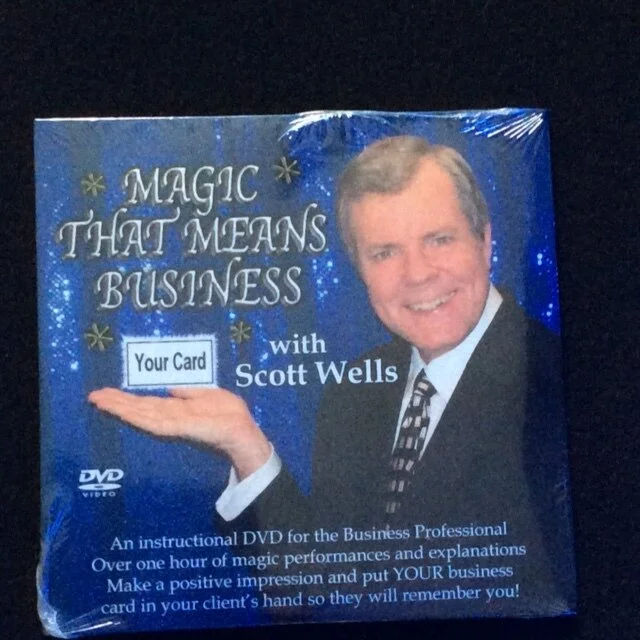 MAGIC
THAT MEANS
BUSINESS
Your Card
with
Scott Wells
DVD
VIDEO
An instructional DVD for the Business Professional
Over one hour of magic performances and explanations
Make a positive impression and put YOUR business
card in your client's hand so they will remember you!